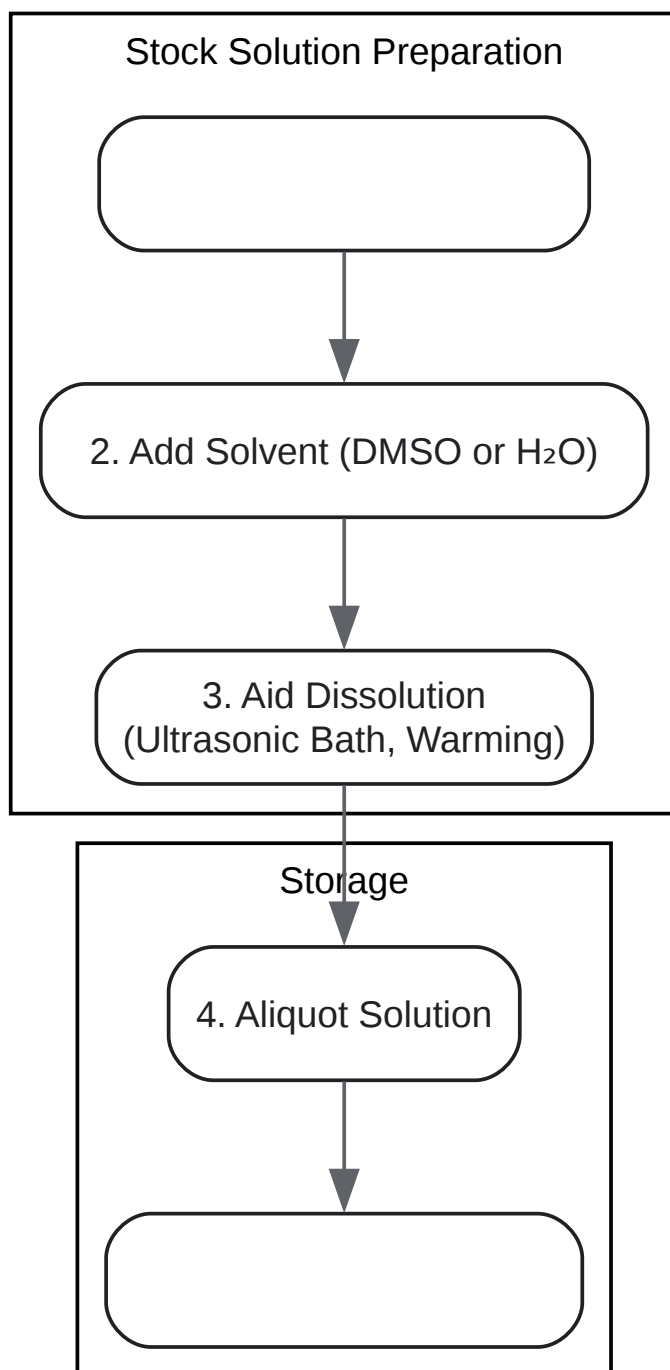 Stock Solution Preparation
2. Add Solvent (DMSO or H₂O)
3. Aid Dissolution
(Ultrasonic Bath, Warming)
Storage
4. Aliquot Solution